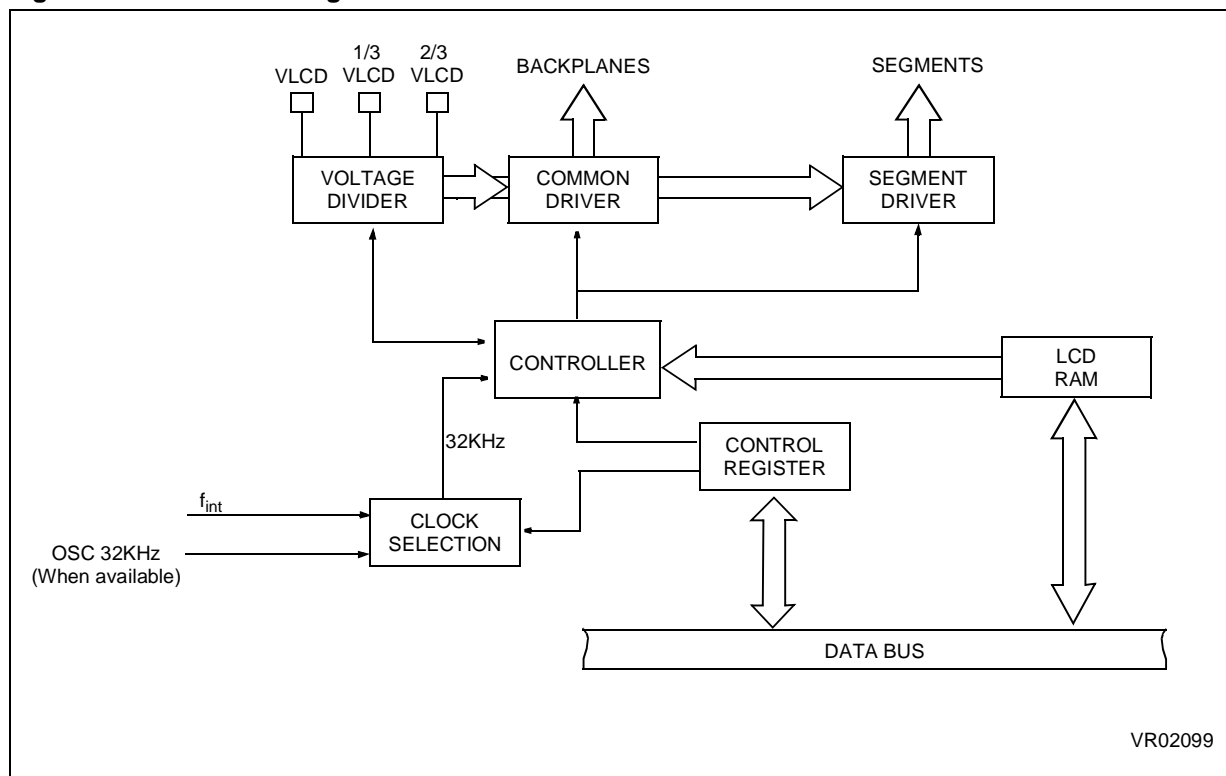 1/3
2/3
VLCD
VLCD
VLCD
BACKPLANES
SEGMENTS
VOLTAGE
DIVIDER
COMMON
DRIVER
SEGMENT
DRIVER
CONTROLLER
LCD
RAM
32KHz
CONTROL
REGISTER
f_int
CLOCK
SELECTION
OSC 32KHz
(When available)
DATA BUS
VR02099